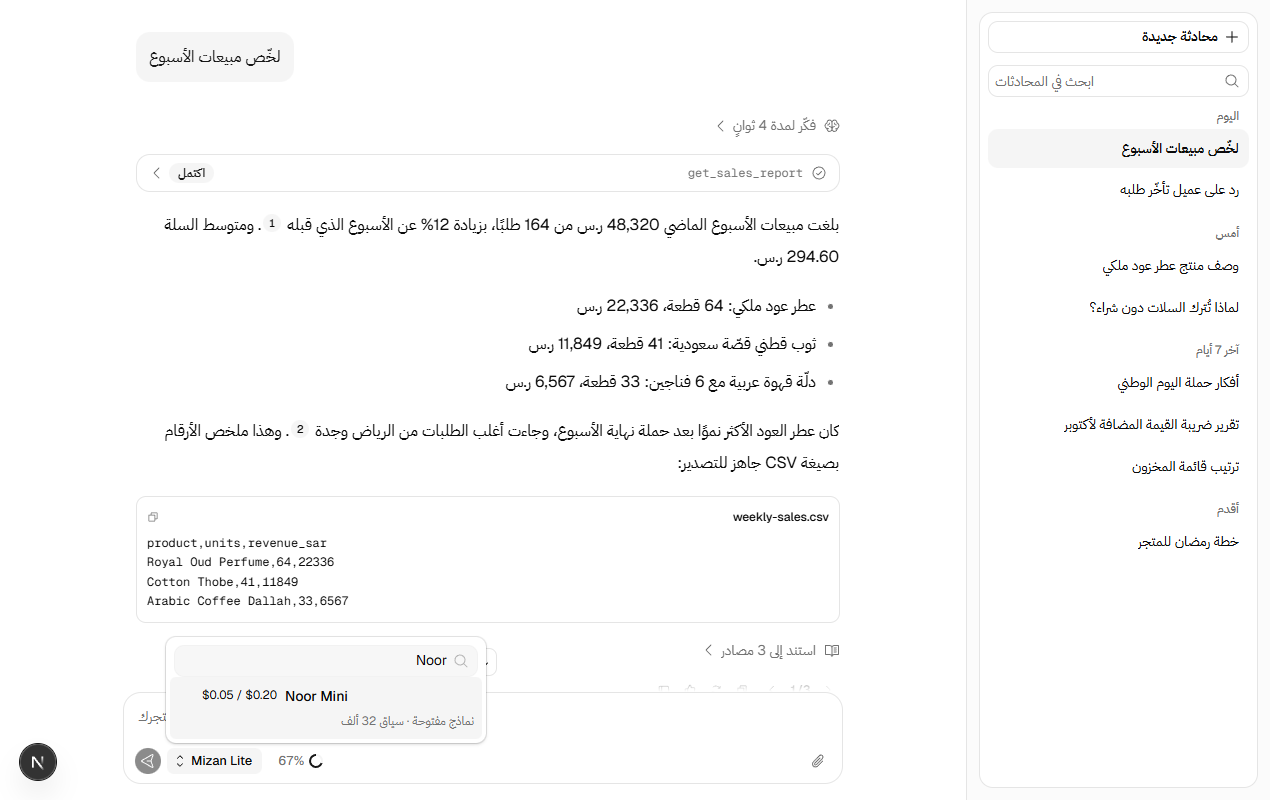 محادثة جديدة
ابحث في المحادثات
اليوم
لخّص مبيعات الأسبوع
رد على عميل تأخّر طلبه
أمس
وصف منتج عطر عود ملكي
لماذا تُترك السلات دون شراء؟
آخر 7 أيام
أفكار حملة اليوم الوطني
تقرير ضريبة القيمة المضافة لأكتوبر
ترتيب قائمة المخزون
أقدم
خطة رمضان للمتجر
لخّص مبيعات الأسبوع
فكّر لمدة 4 ثوانٍ
get_sales_report اكتمل
بلغت مبيعات الأسبوع الماضي 48,320 ر.س من 164 طلبًا، بزيادة 12% عن الأسبوع الذي قبله 1 . ومتوسط السلة
294.60 ر.س.
• عطر عود ملكي: 64 قطعة، 22,336 ر.س
• ثوب قطني قصّة سعودية: 41 قطعة، 11,849 ر.س
• دلّة قهوة عربية مع 6 فناجين: 33 قطعة، 6,567 ر.س
كان عطر العود الأكثر نموًا بعد حملة نهاية الأسبوع، وجاءت أغلب الطلبات من الرياض وجدة 2 . وهذا ملخص الأرقام
بصيغة CSV جاهز للتصدير:
weekly-sales.csv
product,units,revenue_sar
Royal Oud Perfume,64,22336
Cotton Thobe,41,11849
Arabic Coffee Dallah,33,6567
استند إلى 3 مصادر
Noor
Noor Mini $0.05 / $0.20
نماذج مفتوحة · سياق 32 ألف
67%
Mizan Lite
N